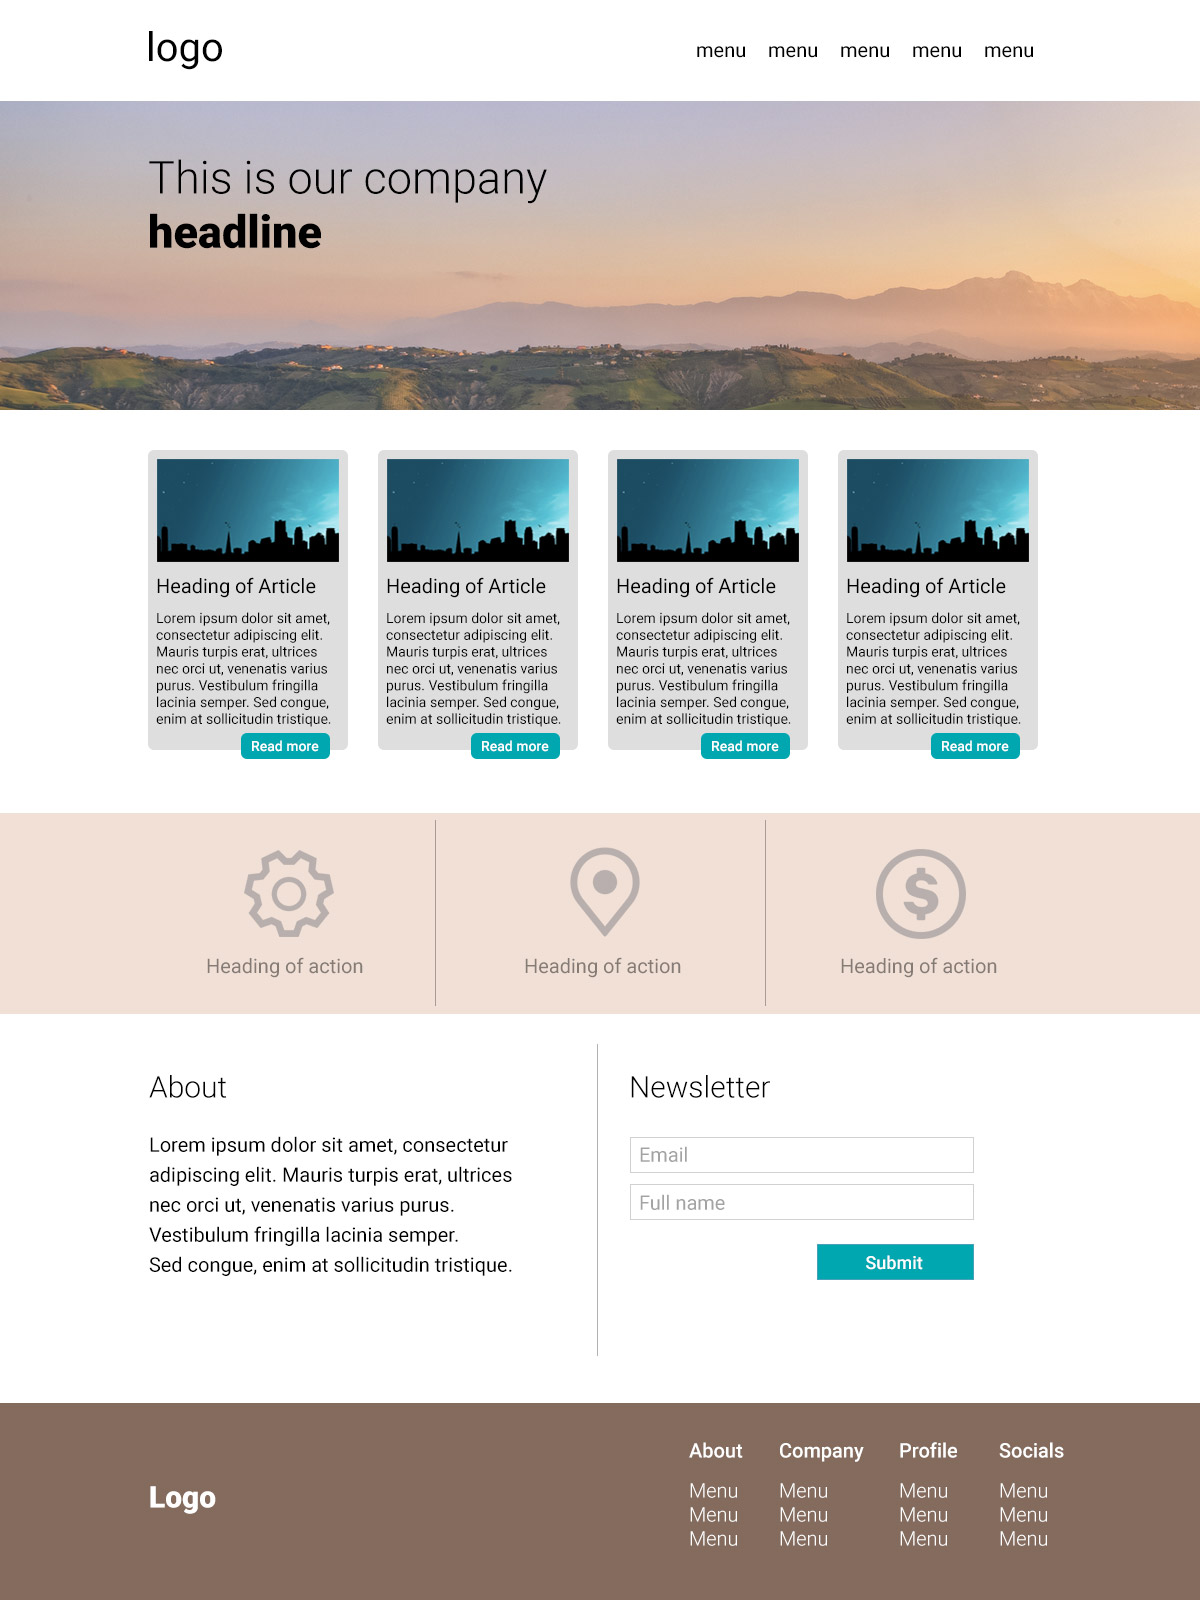 logo
menu menu menu menu menu
This is our company
headline
Heading of Article
Lorem ipsum dolor sit amet,
consectetur adipiscing elit.
Mauris turpis erat, ultrices
nec orci ut, venenatis varius
purus. Vestibulum fringilla
lacinia semper. Sed congue,
enim at sollicitudin tristique.
Read more
Heading of Article
Lorem ipsum dolor sit amet,
consectetur adipiscing elit.
Mauris turpis erat, ultrices
nec orci ut, venenatis varius
purus. Vestibulum fringilla
lacinia semper. Sed congue,
enim at sollicitudin tristique.
Read more
Heading of Article
Lorem ipsum dolor sit amet,
consectetur adipiscing elit.
Mauris turpis erat, ultrices
nec orci ut, venenatis varius
purus. Vestibulum fringilla
lacinia semper. Sed congue,
enim at sollicitudin tristique.
Read more
Heading of Article
Lorem ipsum dolor sit amet,
consectetur adipiscing elit.
Mauris turpis erat, ultrices
nec orci ut, venenatis varius
purus. Vestibulum fringilla
lacinia semper. Sed congue,
enim at sollicitudin tristique.
Read more
$
Heading of action
Heading of action
Heading of action
About
Lorem ipsum dolor sit amet, consectetur
adipiscing elit. Mauris turpis erat, ultrices
nec orci ut, venenatis varius purus.
Vestibulum fringilla lacinia semper.
Sed congue, enim at sollicitudin tristique.
Newsletter
Email
Full name
Submit
Logo
About
Menu
Menu
Menu
Company
Menu
Menu
Menu
Profile
Menu
Menu
Menu
Socials
Menu
Menu
Menu